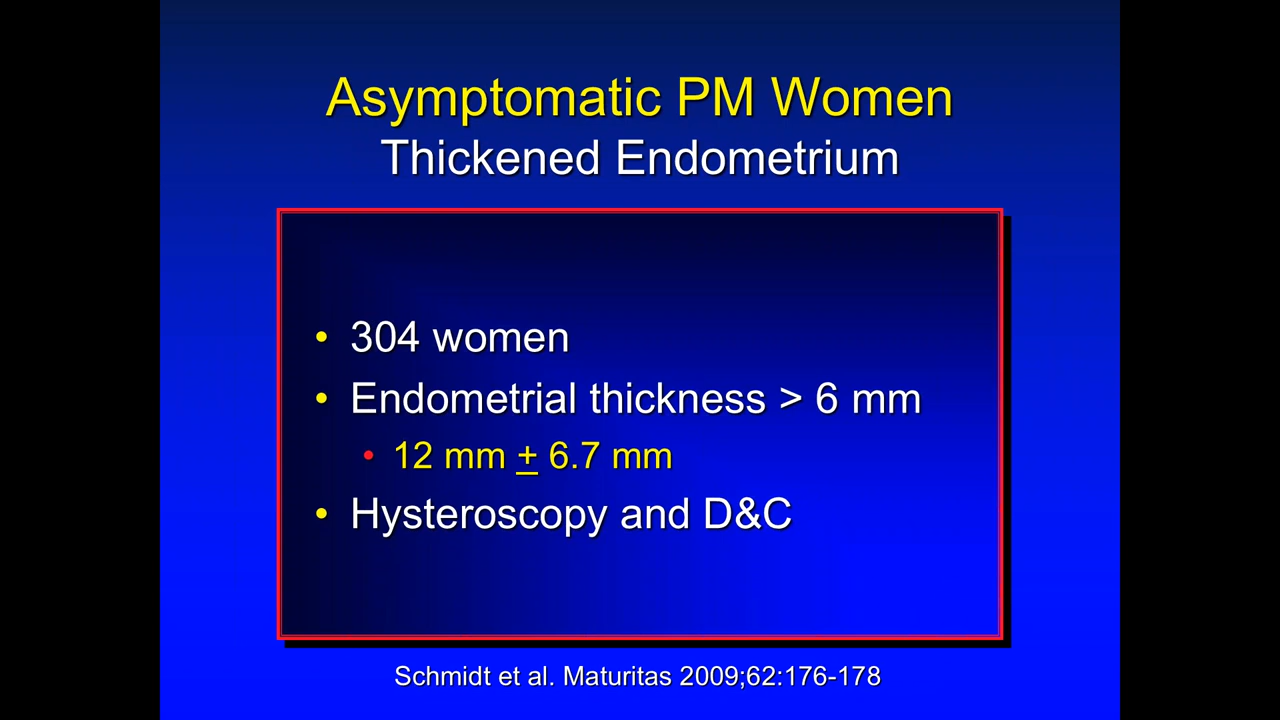 Asymptomatic PM Women
Thickened Endometrium
• 304 women
• Endometrial thickness > 6 mm
• 12 mm ± 6.7 mm
• Hysteroscopy and D&C
Schmidt et al. Maturitas 2009;62:176-178